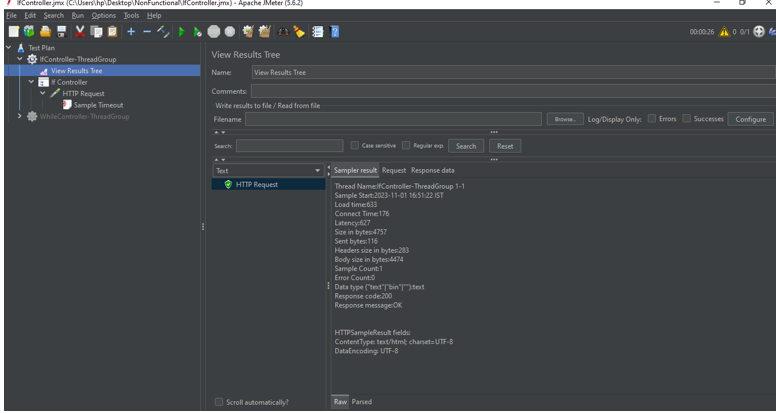 IfController.jmx (C:\Users\hp\Desktop\NonFunctional\IfController.jmx) - Apache JMeter (5.6.2)
File Edit Search Run Options Tools Help
00:00:26 0 0/1
Test Plan
IfController-ThreadGroup
View Results Tree
If Controller
HTTP Request
Sample Timeout
WhileController-ThreadGroup
View Results Tree
Name: View Results Tree
Comments:
Write results to file / Read from file
Filename Browse... Log/Display Only: Errors Successes Configure
Search: Case sensitive Regular exp. Search Reset
Text
HTTP Request
Scroll automatically?
Sampler result Request Response data
Thread Name:IfController-ThreadGroup 1-1
Sample Start:2023-11-01 16:51:22 IST
Load time:633
Connect Time:176
Latency:627
Size in bytes:4757
Sent bytes:116
Headers size in bytes:283
Body size in bytes:4474
Sample Count:1
Error Count:0
Data type ("text"|"bin"|""):text
Response code:200
Response message:OK
HTTPSampleResult fields:
ContentType: text/html; charset=UTF-8
DataEncoding: UTF-8
Raw Parsed